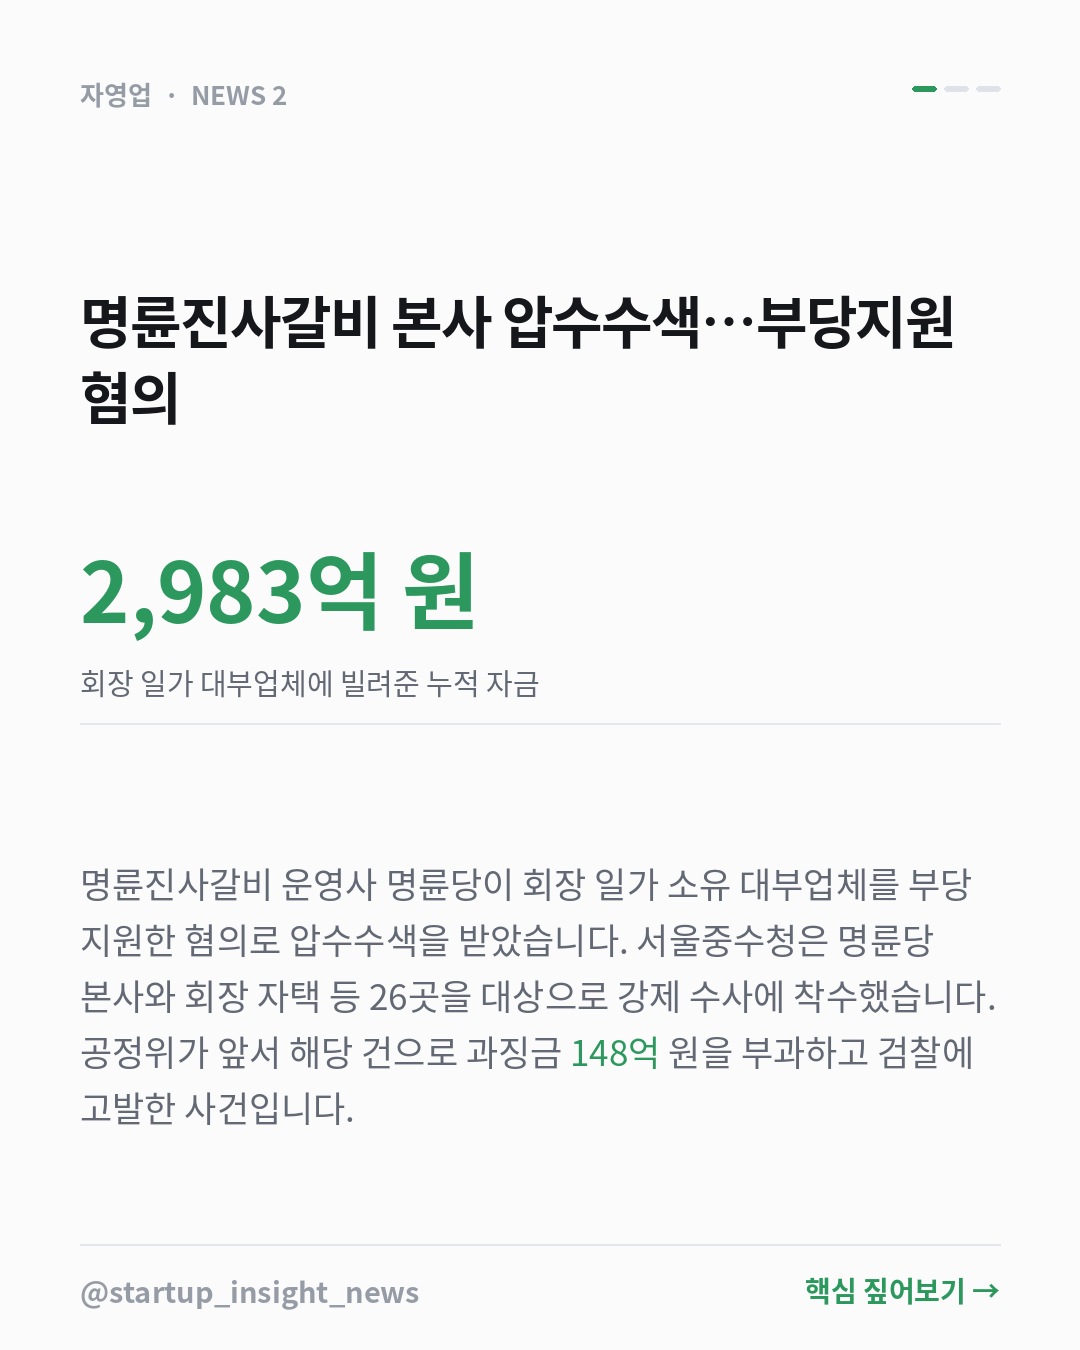 자영업 · NEWS 2
명륜진사갈비 본사 압수수색…부당지원
혐의
2,983억 원
회장 일가 대부업체에 빌려준 누적 자금
명륜진사갈비 운영사 명륜당이 회장 일가 소유 대부업체를 부당
지원한 혐의로 압수수색을 받았습니다. 서울중수청은 명륜당
본사와 회장 자택 등 26곳을 대상으로 강제 수사에 착수했습니다.
공정위가 앞서 해당 건으로 과징금 148억 원을 부과하고 검찰에
고발한 사건입니다.
@startup_insight_news
핵심 짚어보기 →